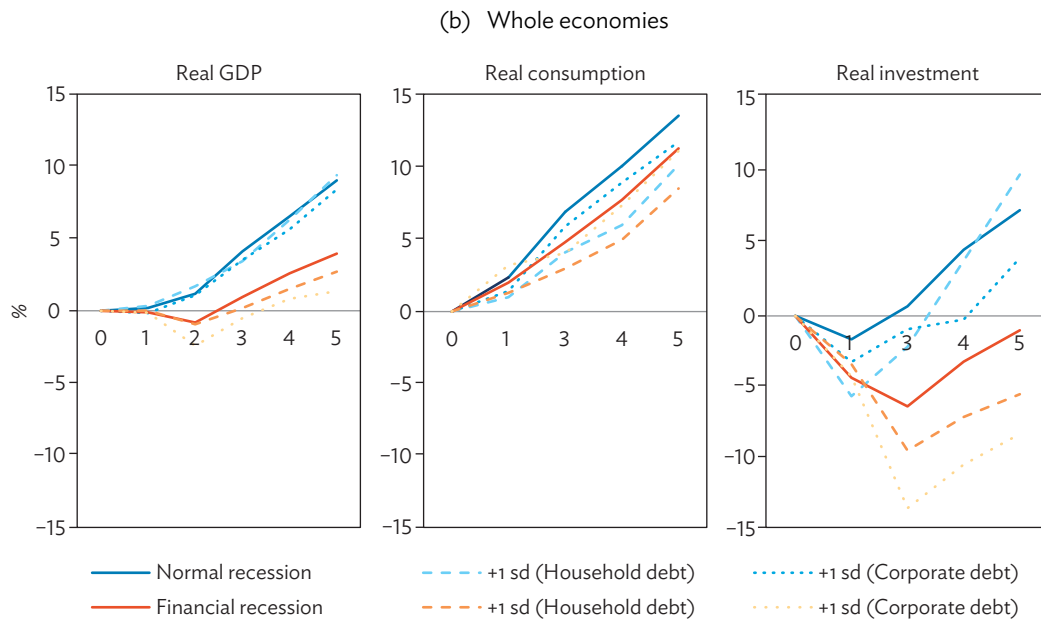 (b) Whole economies
Real GDP
15
10
5
0
−5
−10
−15
%
0 1 2 3 4 5
Real consumption
15
10
5
0
−5
−10
−15
0 1 3 4 5
Real investment
15
10
5
0
−5
−10
−15
0 1 3 4 5
Normal recession
+1 sd (Household debt)
+1 sd (Corporate debt)
Financial recession
+1 sd (Household debt)
+1 sd (Corporate debt)